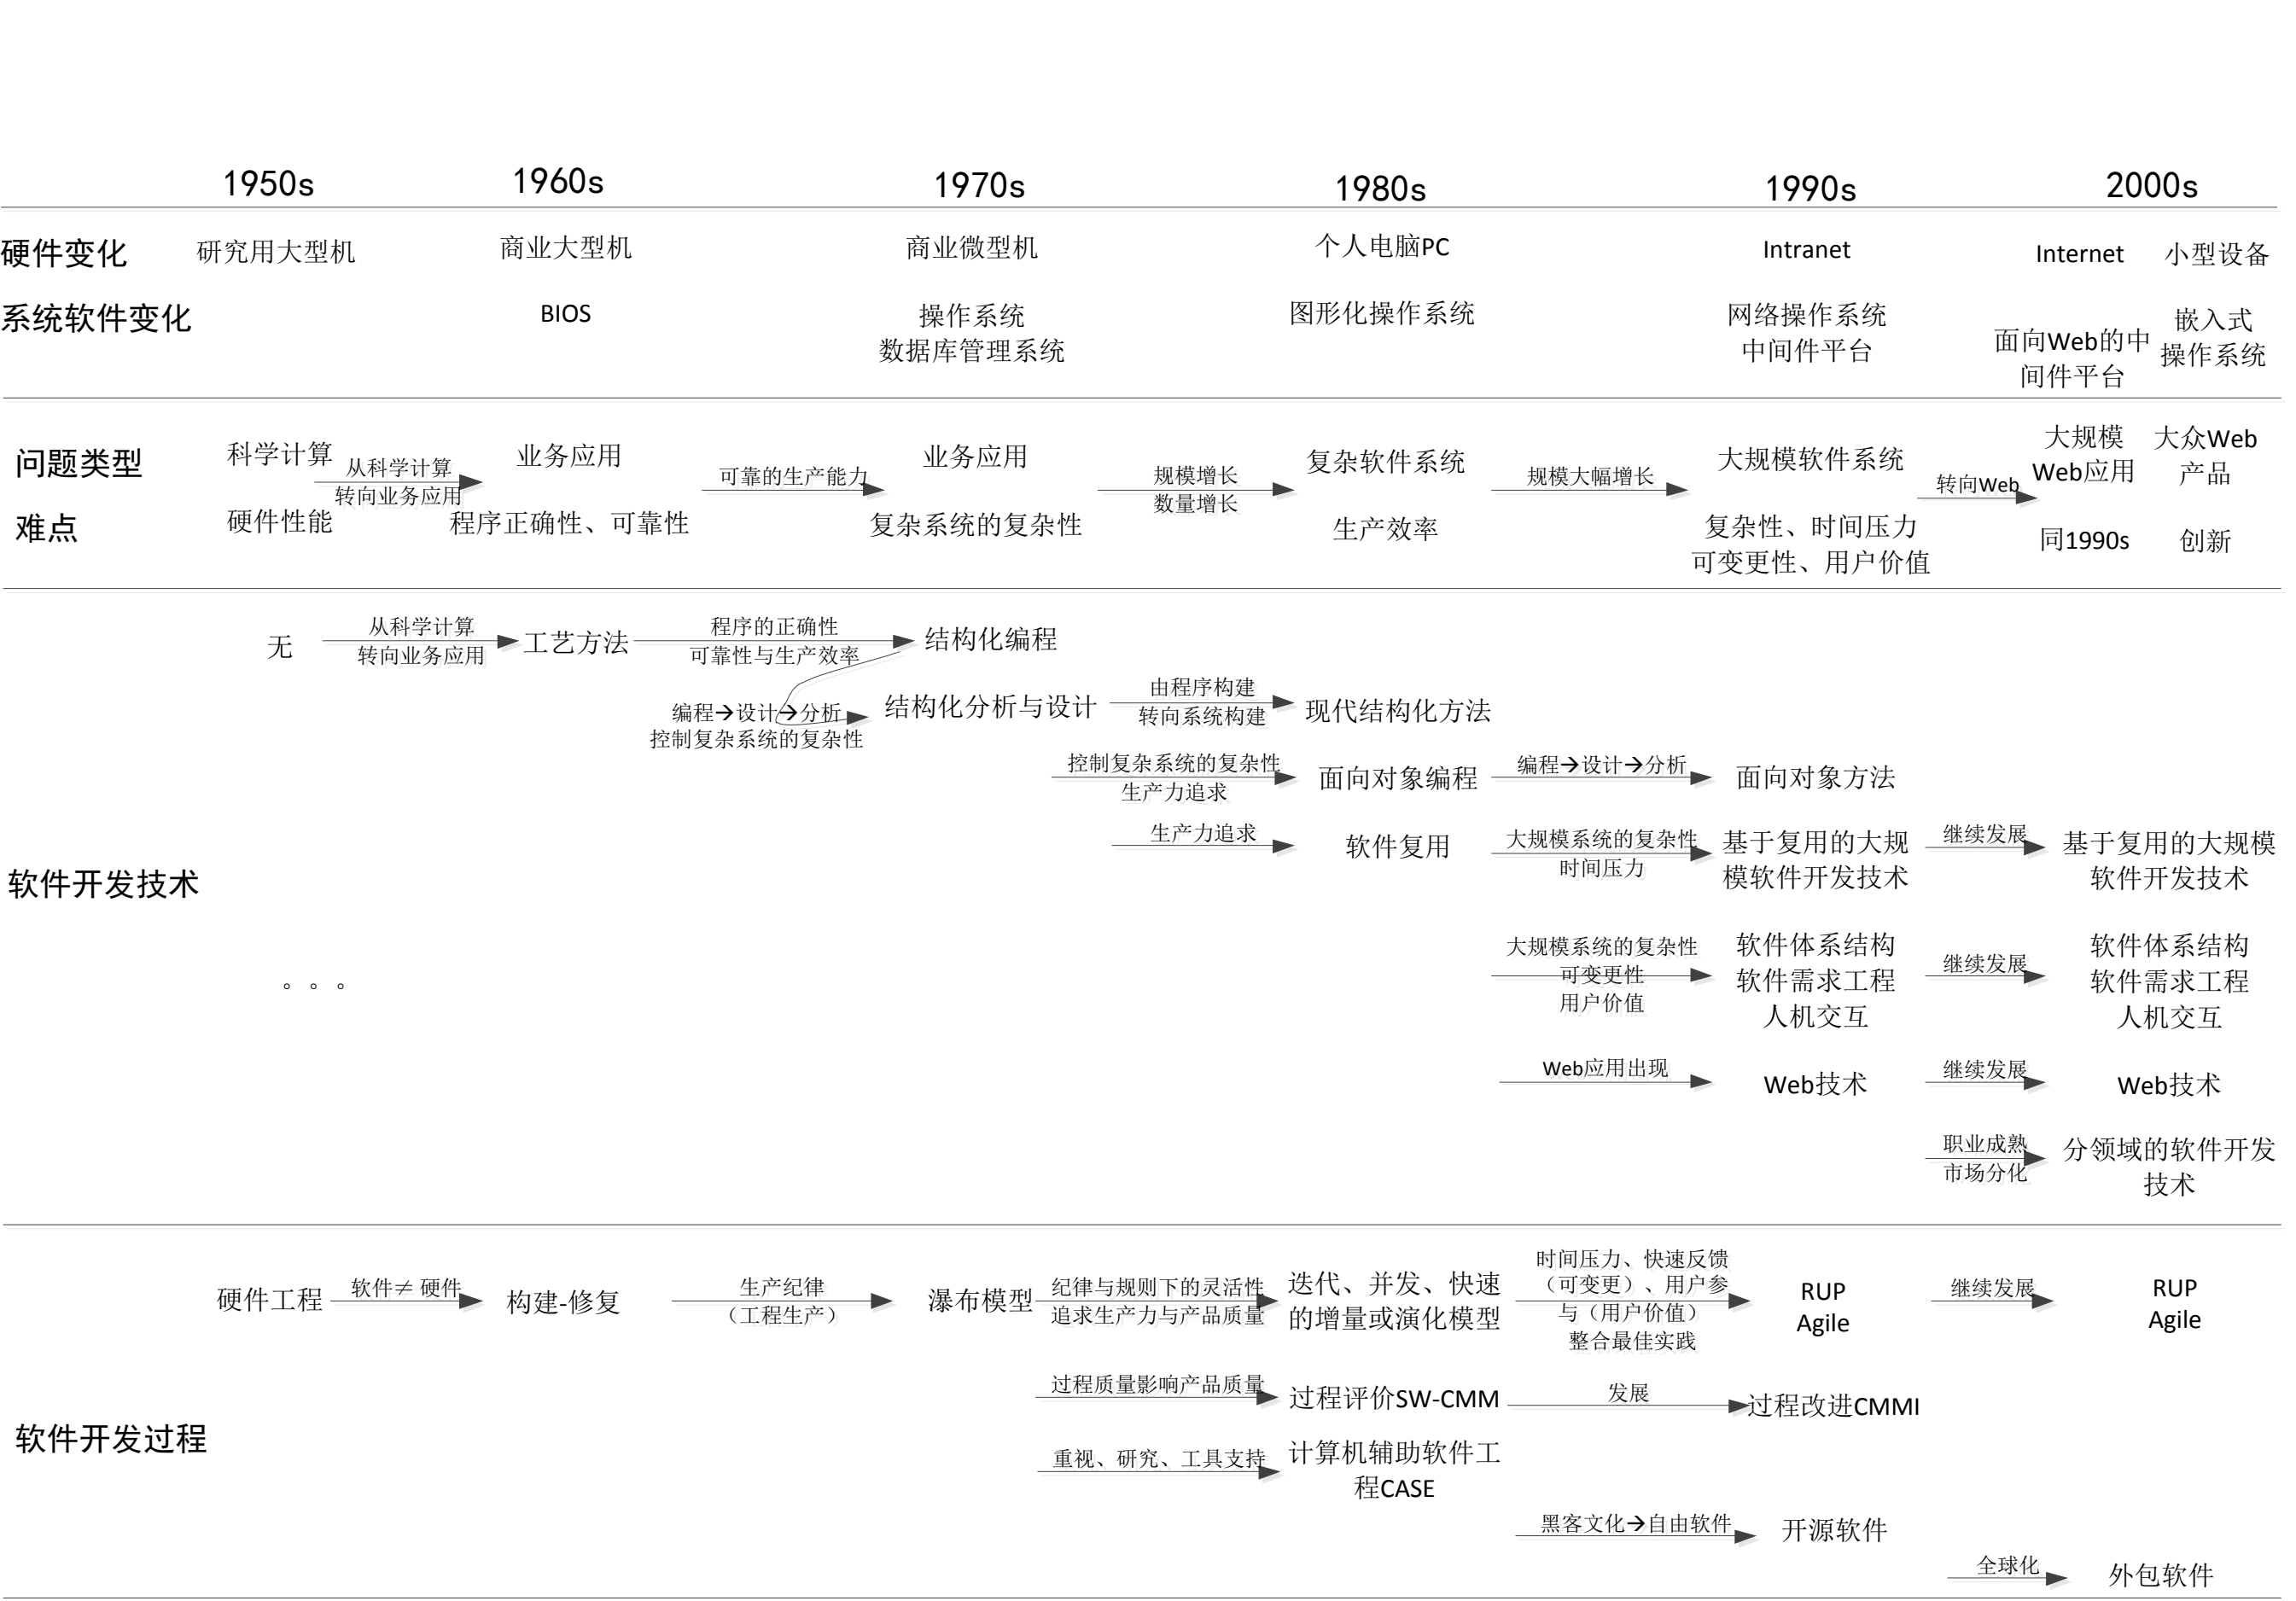 1950s
1960s
1970s
1980s
1990s
2000s
硬件变化
研究用大型机
商业大型机
商业微型机
个人电脑PC
Intranet
Internet
小型设备
系统软件变化
BIOS
操作系统
数据库管理系统
图形化操作系统
网络操作系统
中间件平台
面向Web的中
间件平台
嵌入式
操作系统
问题类型
科学计算
从科学计算
转向业务应用
业务应用
可靠的生产能力
业务应用
规模增长
数量增长
复杂软件系统
规模大幅增长
大规模软件系统
转向Web
大规模
Web应用
大众Web
产品
难点
硬件性能
程序正确性、可靠性
复杂系统的复杂性
生产效率
复杂性、时间压力
可变更性、用户价值
同1990s
创新
软件开发技术
无
从科学计算
转向业务应用
工艺方法
程序的正确性
可靠性与生产效率
结构化编程
编程→设计→分析
控制复杂系统的复杂性
结构化分析与设计
由程序构建
转向系统构建
现代结构化方法
控制复杂系统的复杂性
生产力追求
面向对象编程
编程→设计→分析
面向对象方法
生产力追求
软件复用
大规模系统的复杂性
时间压力
基于复用的大规
模软件开发技术
继续发展
基于复用的大规模
软件开发技术
。。。
大规模系统的复杂性
可变更性
用户价值
软件体系结构
软件需求工程
人机交互
继续发展
软件体系结构
软件需求工程
人机交互
Web应用出现
Web技术
继续发展
Web技术
职业成熟
市场分化
分领域的软件开发
技术
软件开发过程
硬件工程
软件≠ 硬件
构建-修复
生产纪律
（工程生产）
瀑布模型
纪律与规则下的灵活性
追求生产力与产品质量
迭代、并发、快速
的增量或演化模型
时间压力、快速反馈
（可变更）、用户参
与（用户价值）
整合最佳实践
RUP
Agile
继续发展
RUP
Agile
过程质量影响产品质量
过程评价SW-CMM
发展
过程改进CMMI
重视、研究、工具支持
计算机辅助软件工
程CASE
黑客文化→自由软件
开源软件
全球化
外包软件